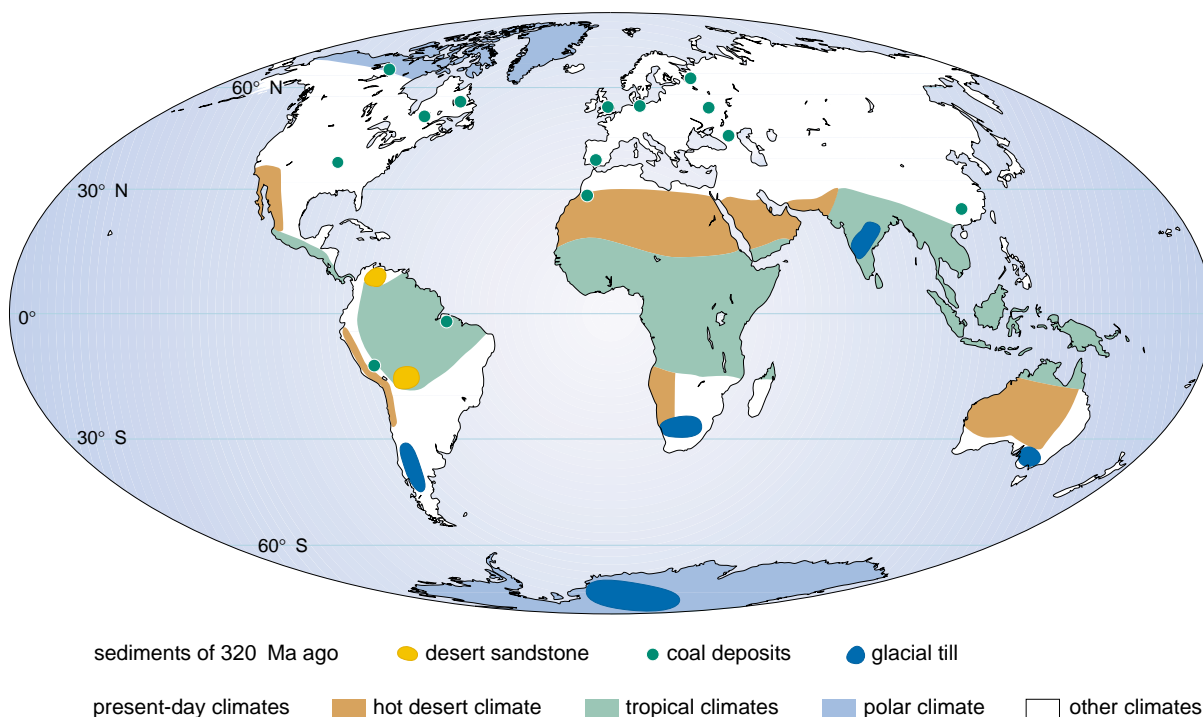 60° N
30° N
0°
30° S
60° S
sediments of 320 Ma ago desert sandstone coal deposits glacial till
present-day climates hot desert climate tropical climates polar climate other climates